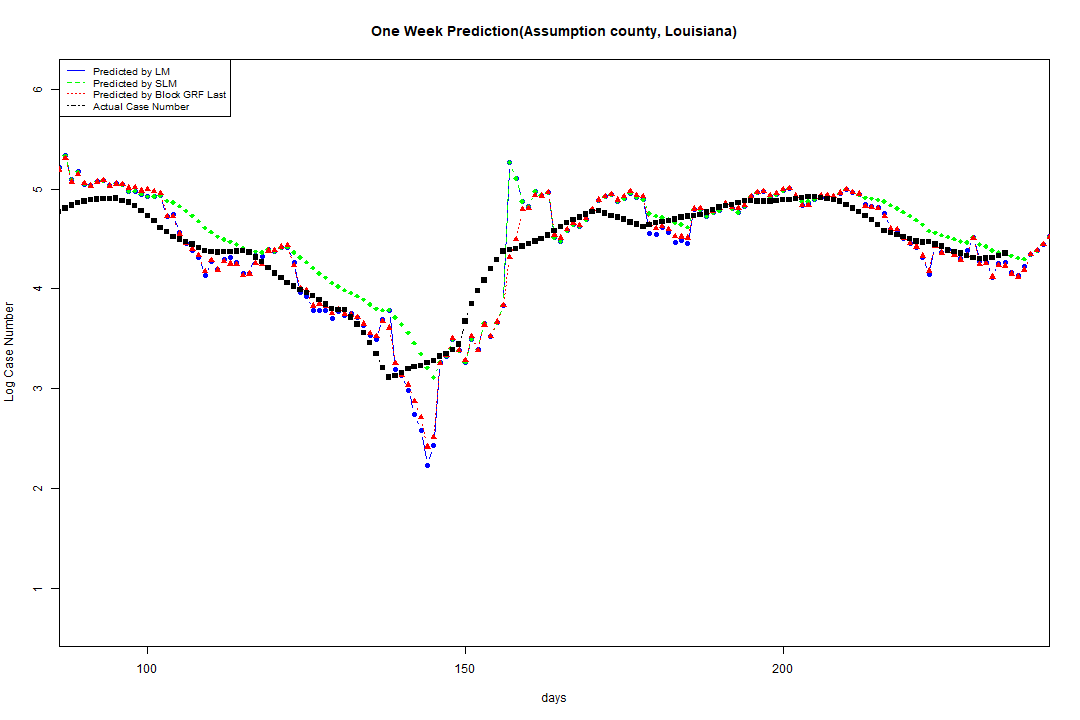 One Week Prediction(Assumption county, Louisiana)
Predicted by LM
Predicted by SLM
Predicted by Block GRF Last
Actual Case Number
6
5
4
3
2
1
Log Case Number
100 150 200
days